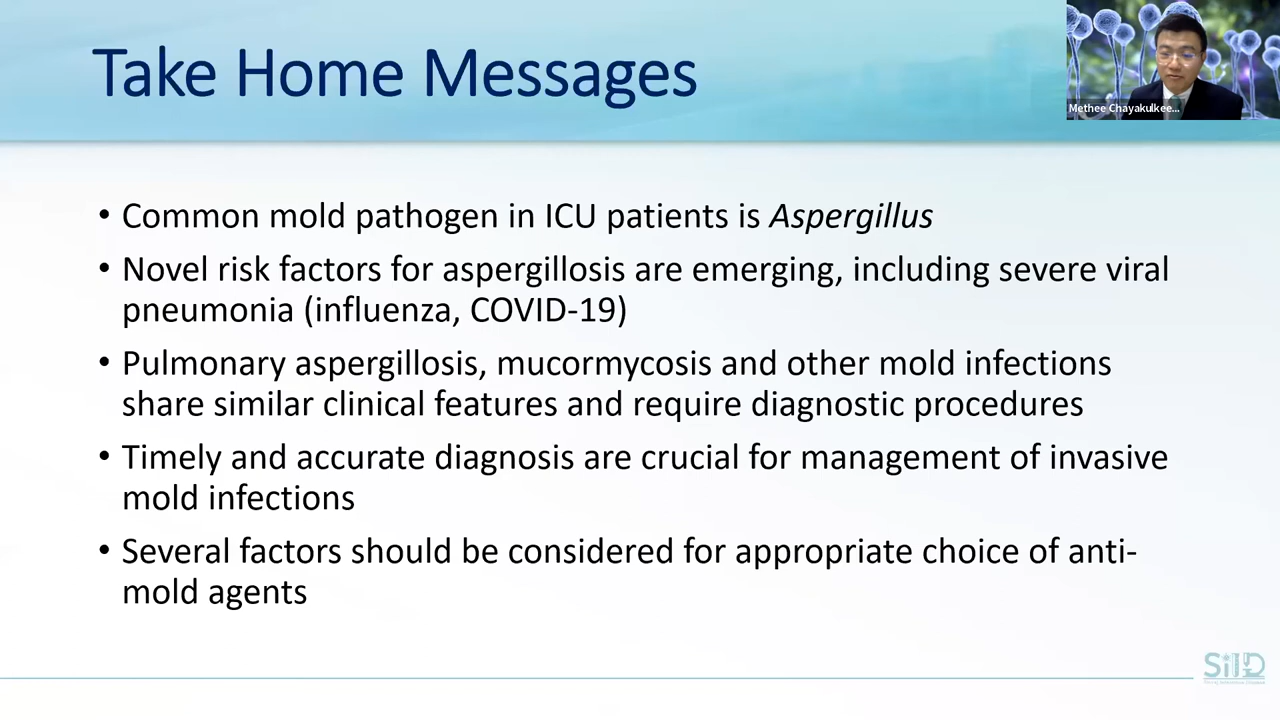 Take Home Messages
Methee Chayakulkee...
• Common mold pathogen in ICU patients is Aspergillus
• Novel risk factors for aspergillosis are emerging, including severe viral
pneumonia (influenza, COVID-19)
• Pulmonary aspergillosis, mucormycosis and other mold infections
share similar clinical features and require diagnostic procedures
• Timely and accurate diagnosis are crucial for management of invasive
mold infections
• Several factors should be considered for appropriate choice of anti-
mold agents
SiID